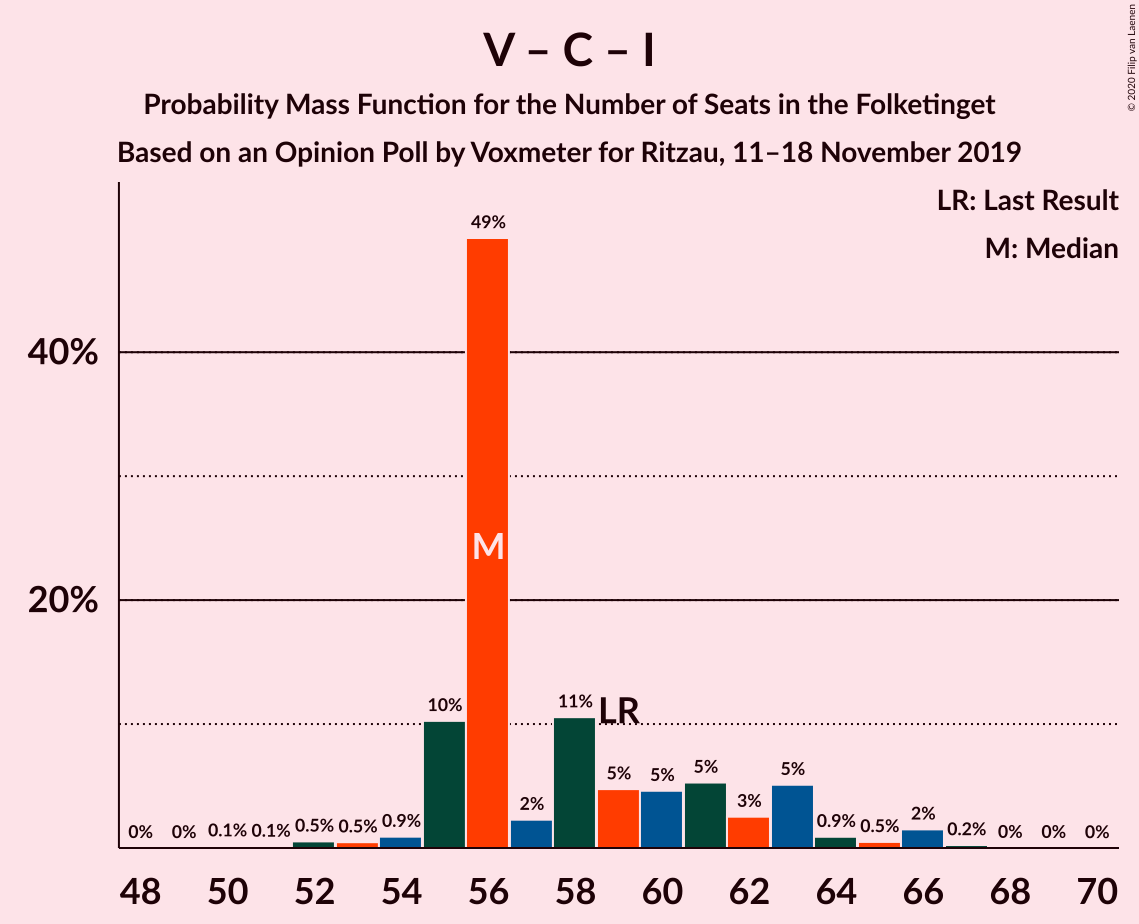 V – C – I
Probability Mass Function for the Number of Seats in the Folketinget
Based on an Opinion Poll by Voxmeter for Ritzau, 11–18 November 2019
© 2020 Filip van Laenen
LR: Last Result
M: Median
40%
20%
0% 0% 0.1% 0.1% 0.5% 0.5% 0.9% 10% 49% 2% 11% 5% 5% 5% 3% 5% 0.9% 0.5% 2% 0.2% 0% 0% 0%
M
LR
48 50 52 54 56 58 60 62 64 66 68 70